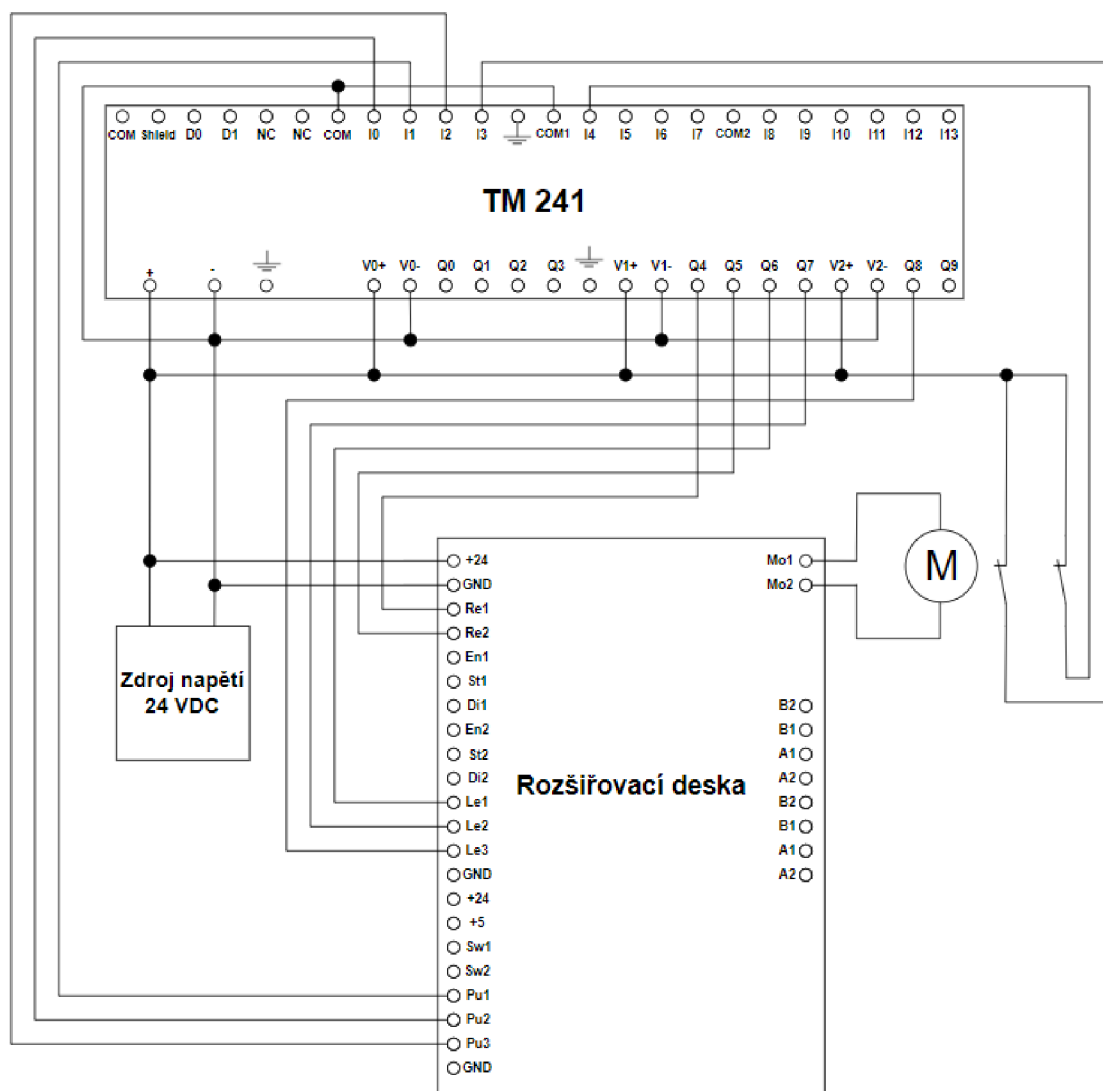 COM Shield D0 D1 NC NC COM I0 I1 I2 I3 COM1 I4 I5 I6 I7 COM2 I8 I9 I10 I11 I12 I13
TM 241
+ - V0+ V0- Q0 Q1 Q2 Q3 V1+ V1- Q4 Q5 Q6 Q7 V2+ V2- Q8 Q9
+24
GND
Re1
Re2
En1
St1
Di1
En2
St2
Di2
Le1
Le2
Le3
GND
+24
+5
Sw1
Sw2
Pu1
Pu2
Pu3
GND
Mo1
Mo2
M
Zdroj napětí
24 VDC
B2
B1
A1
A2
B2
B1
A1
A2
Rozšiřovací deska